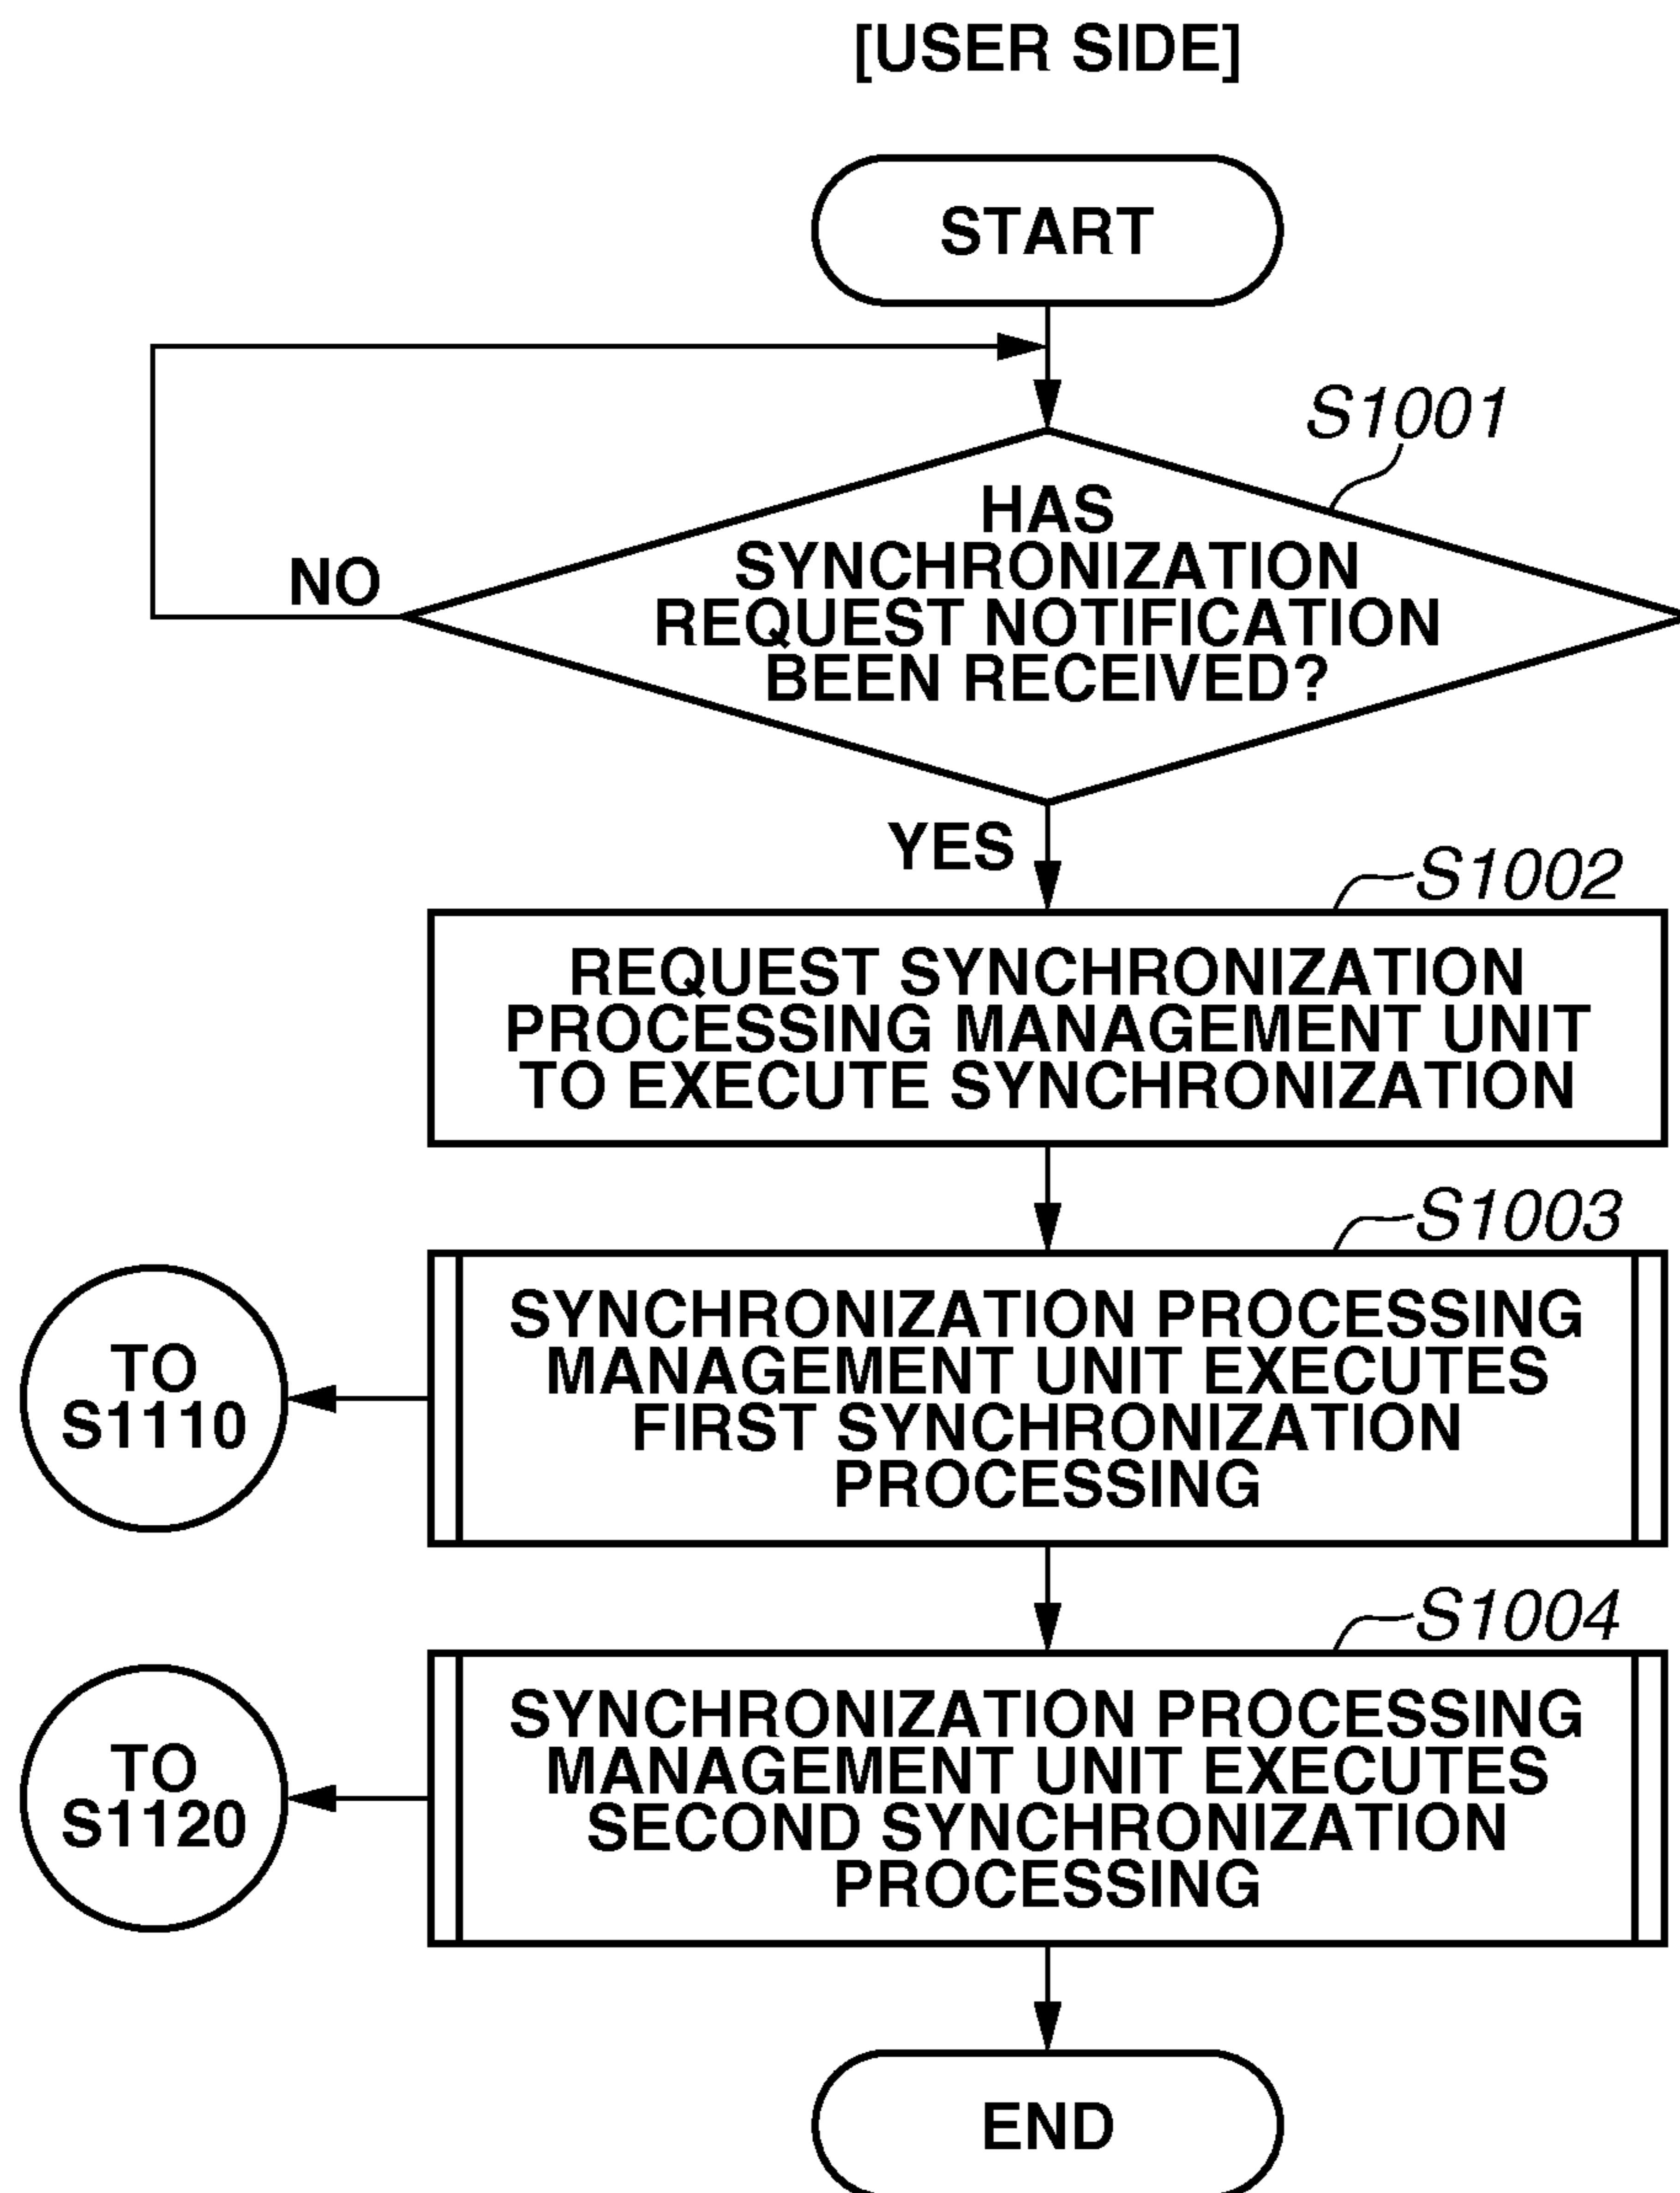 [USER SIDE]
START
S1001
HAS
SYNCHRONIZATION
REQUEST NOTIFICATION
BEEN RECEIVED?
NO
YES
S1002
REQUEST SYNCHRONIZATION
PROCESSING MANAGEMENT UNIT
TO EXECUTE SYNCHRONIZATION
S1003
SYNCHRONIZATION PROCESSING
MANAGEMENT UNIT EXECUTES
FIRST SYNCHRONIZATION
PROCESSING
TO
S1110
S1004
SYNCHRONIZATION PROCESSING
MANAGEMENT UNIT EXECUTES
SECOND SYNCHRONIZATION
PROCESSING
TO
S1120
END